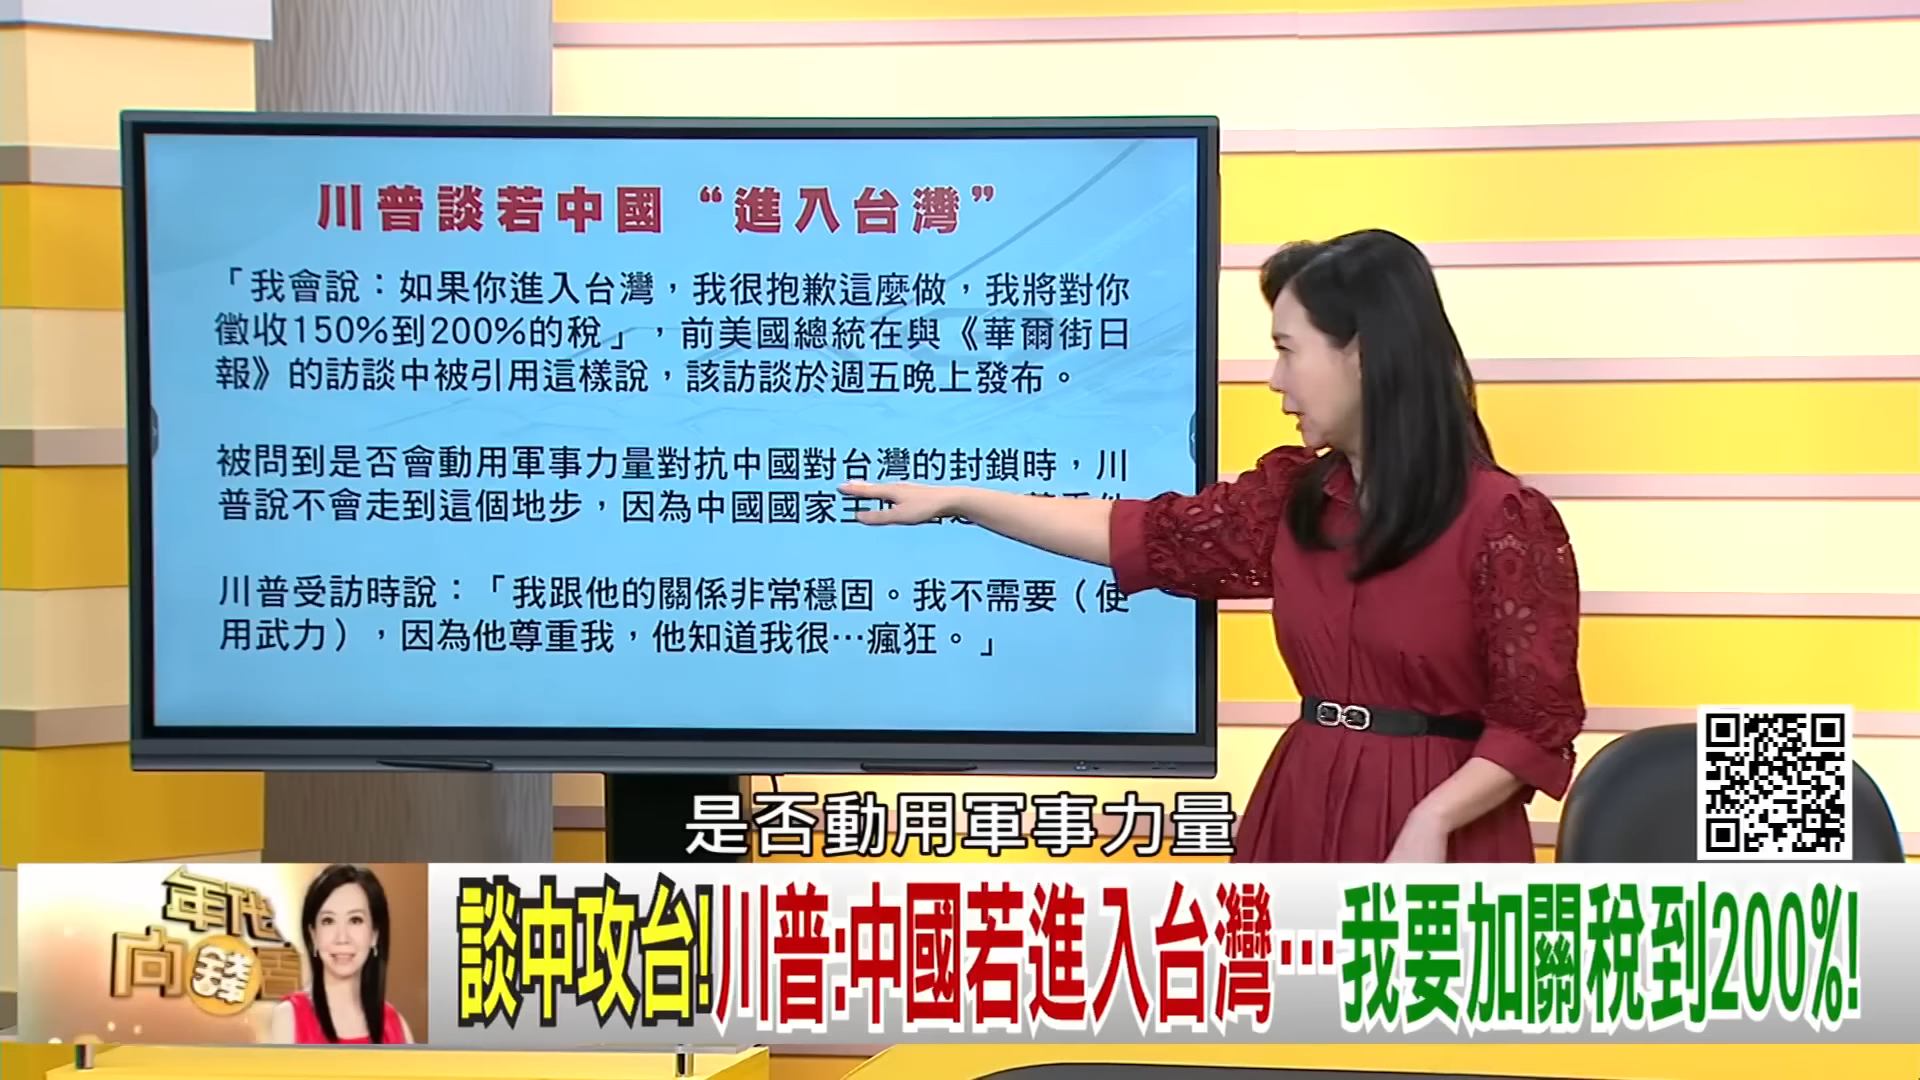 川普談若中國“進入台灣”
「我會說：如果你進入台灣，我很抱歉這麼做，我將對你
徵收150%到200%的稅」，前美國總統在與《華爾街日
報》的訪談中被引用這樣說，該訪談於週五晚上發布。
被問到是否會動用軍事力量對抗中國對台灣的封鎖時，川
普說不會走到這個地步，因為中國國家主
川普受訪時說：「我跟他的關係非常穩固。我不需要（使
用武力），因為他尊重我，他知道我很…瘋狂。」
是否動用軍事力量
年代
向錢看
談中攻台!川普:中國若進入台灣…我要加關稅到200%!